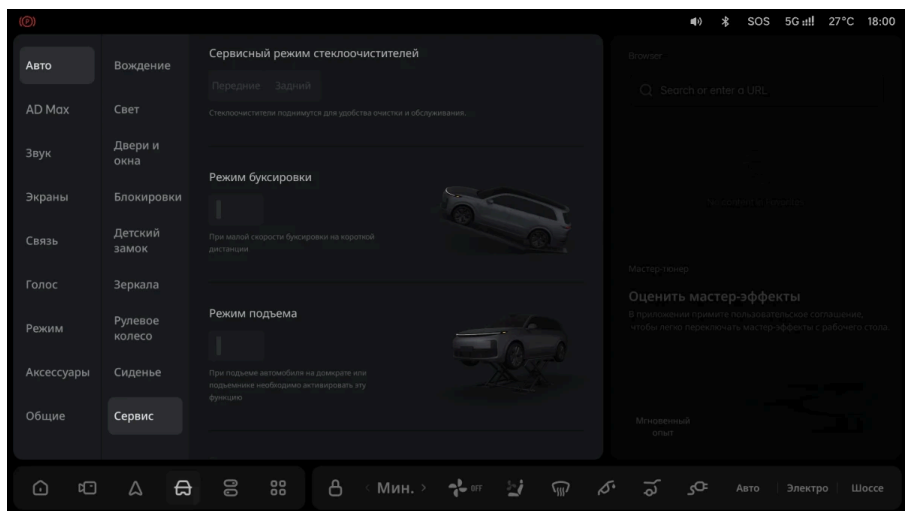 (P)
SOS 5G 27°C 18:00
Авто
AD Max
Звук
Экраны
Связь
Голос
Режим
Аксессуары
Общие
Вождение
Свет
Двери и
окна
Блокировки
Детский
замок
Зеркала
Рулевое
колесо
Сиденье
Сервис
Сервисный режим стеклоочистителей
Передние Задний
Стеклоочистители поднимутся для удобства очистки и обслуживания.
Режим буксировки
При малой скорости буксировки на короткой
дистанции
Режим подъема
При подъеме автомобиля на домкрате или
подъемнике необходимо активировать эту
функцию
Browser
Search or enter a URL
Мастер-тюнер
Оценить мастер-эффекты
В приложении примите пользовательское соглашение,
чтобы легко переключать мастер-эффекты с рабочего стола.
Мгновенный
опыт
< Мин. >
OFF
Авто
Электро
Шоссе